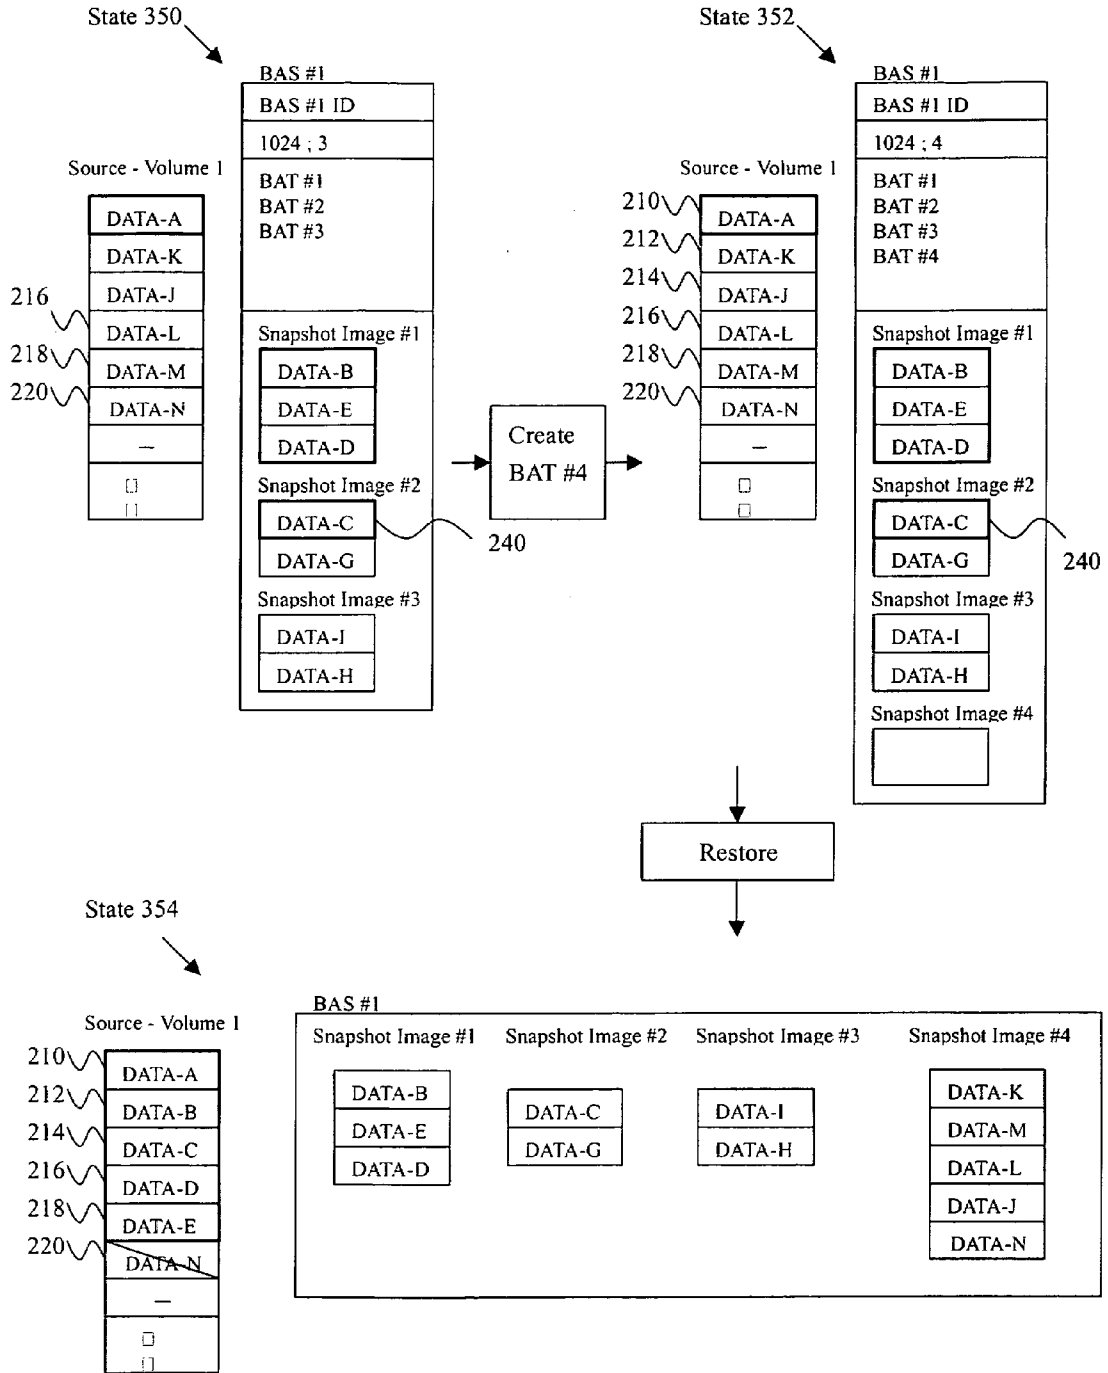 State 350
BAS #1
BAS #1 ID
1024 ; 3
BAT #1
BAT #2
BAT #3
Source - Volume 1
DATA-A
DATA-K
DATA-J
216
DATA-L
218
DATA-M
220
DATA-N
—
Snapshot Image #1
DATA-B
DATA-E
DATA-D
Snapshot Image #2
DATA-C
DATA-G
240
Snapshot Image #3
DATA-I
DATA-H
Create
BAT #4
State 352
BAS #1
BAS #1 ID
1024 ; 4
BAT #1
BAT #2
BAT #3
BAT #4
Source - Volume 1
210
DATA-A
212
DATA-K
214
DATA-J
216
DATA-L
218
DATA-M
220
DATA-N
—
Snapshot Image #1
DATA-B
DATA-E
DATA-D
Snapshot Image #2
DATA-C
DATA-G
240
Snapshot Image #3
DATA-I
DATA-H
Snapshot Image #4
Restore
State 354
Source - Volume 1
210
DATA-A
212
DATA-B
214
DATA-C
216
DATA-D
218
DATA-E
220
DATA-N
—
BAS #1
Snapshot Image #1
DATA-B
DATA-E
DATA-D
Snapshot Image #2
DATA-C
DATA-G
Snapshot Image #3
DATA-I
DATA-H
Snapshot Image #4
DATA-K
DATA-M
DATA-L
DATA-J
DATA-N